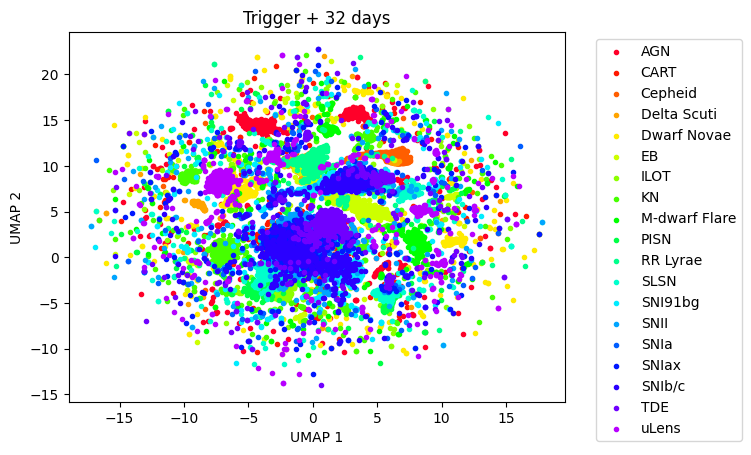 Trigger + 32 days
UMAP 2
20
15
10
5
0
−5
−10
−15
−15
−10
−5
0
5
10
15
UMAP 1
AGN
CART
Cepheid
Delta Scuti
Dwarf Novae
EB
ILOT
KN
M-dwarf Flare
PISN
RR Lyrae
SLSN
SNI91bg
SNII
SNIa
SNIax
SNIb/c
TDE
uLens